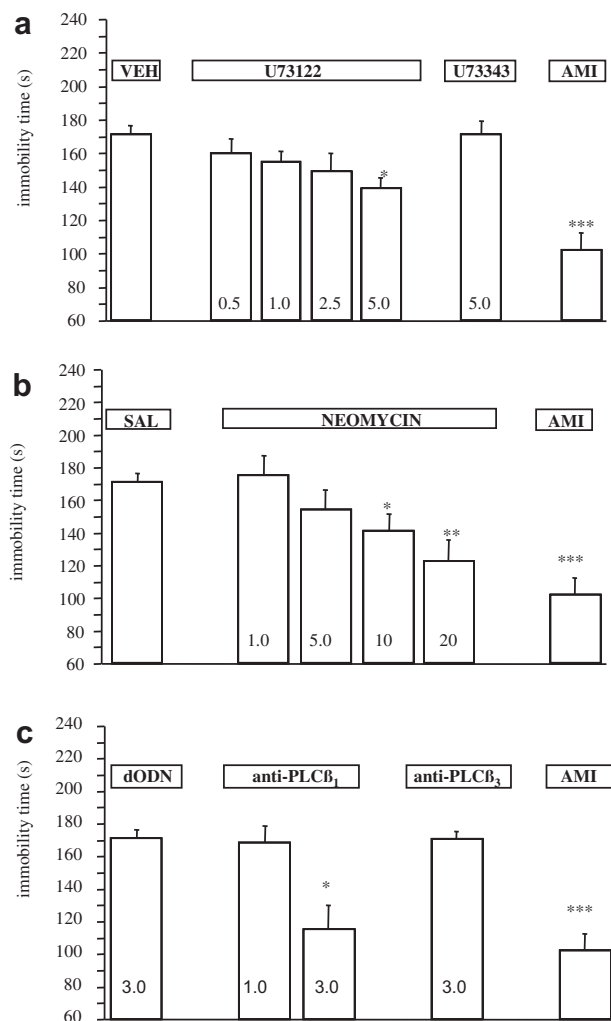 a
immobility time (s)
240
220
200
180
160
140
120
100
80
60
VEH U73122 U73343 AMI
* ***
0.5 1.0 2.5 5.0 5.0
b
immobility time (s)
240
220
200
180
160
140
120
100
80
60
SAL NEOMYCIN AMI
* ** ***
1.0 5.0 10 20
c
immobility time (s)
240
220
200
180
160
140
120
100
80
60
dODN anti-PLCß₁ anti-PLCß₃ AMI
* ***
3.0 1.0 3.0 3.0